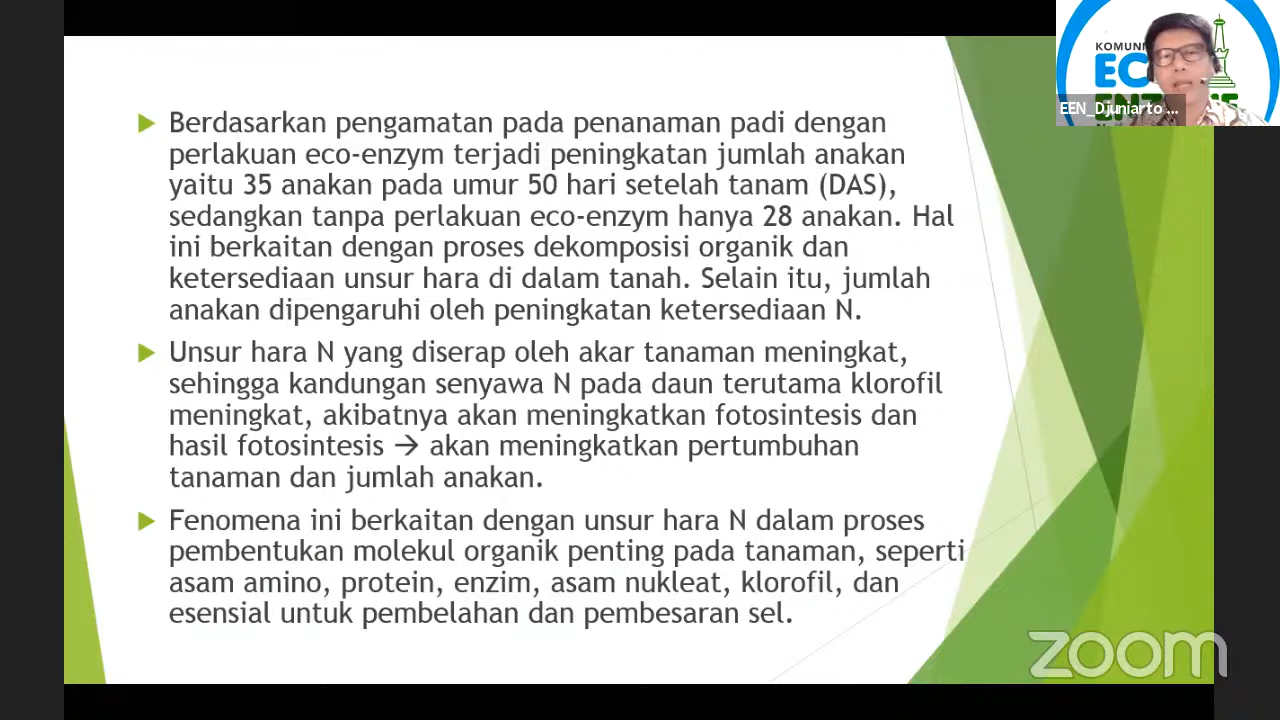 Berdasarkan pengamatan pada penanaman padi dengan
perlakuan eco-enzym terjadi peningkatan jumlah anakan
yaitu 35 anakan pada umur 50 hari setelah tanam (DAS),
sedangkan tanpa perlakuan eco-enzym hanya 28 anakan. Hal
ini berkaitan dengan proses dekomposisi organik dan
ketersediaan unsur hara di dalam tanah. Selain itu, jumlah
anakan dipengaruhi oleh peningkatan ketersediaan N.
Unsur hara N yang diserap oleh akar tanaman meningkat,
sehingga kandungan senyawa N pada daun terutama klorofil
meningkat, akibatnya akan meningkatkan fotosintesis dan
hasil fotosintesis → akan meningkatkan pertumbuhan
tanaman dan jumlah anakan.
Fenomena ini berkaitan dengan unsur hara N dalam proses
pembentukan molekul organik penting pada tanaman, seperti
asam amino, protein, enzim, asam nukleat, klorofil, dan
esensial untuk pembelahan dan pembesaran sel.
EEN_Djuniarto ...
zoom